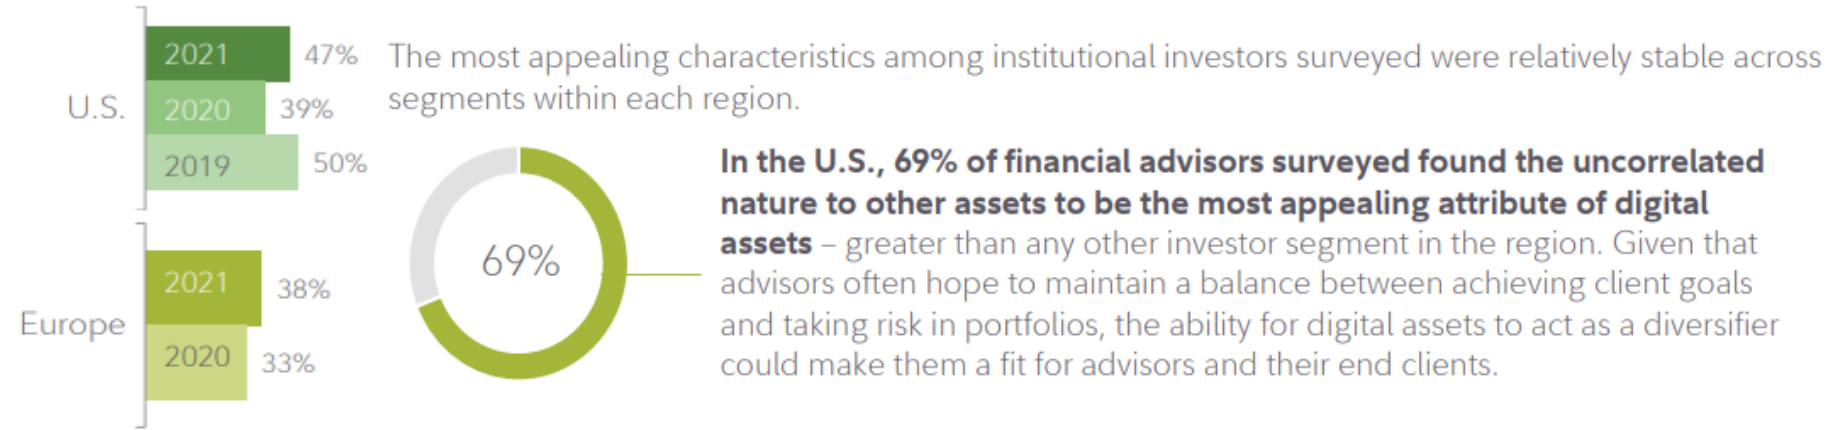 U.S.
2021 47%
2020 39%
2019 50%
Europe
2021 38%
2020 33%
The most appealing characteristics among institutional investors surveyed were relatively stable across
segments within each region.
69%
In the U.S., 69% of financial advisors surveyed found the uncorrelated
nature to other assets to be the most appealing attribute of digital
assets – greater than any other investor segment in the region. Given that
advisors often hope to maintain a balance between achieving client goals
and taking risk in portfolios, the ability for digital assets to act as a diversifier
could make them a fit for advisors and their end clients.